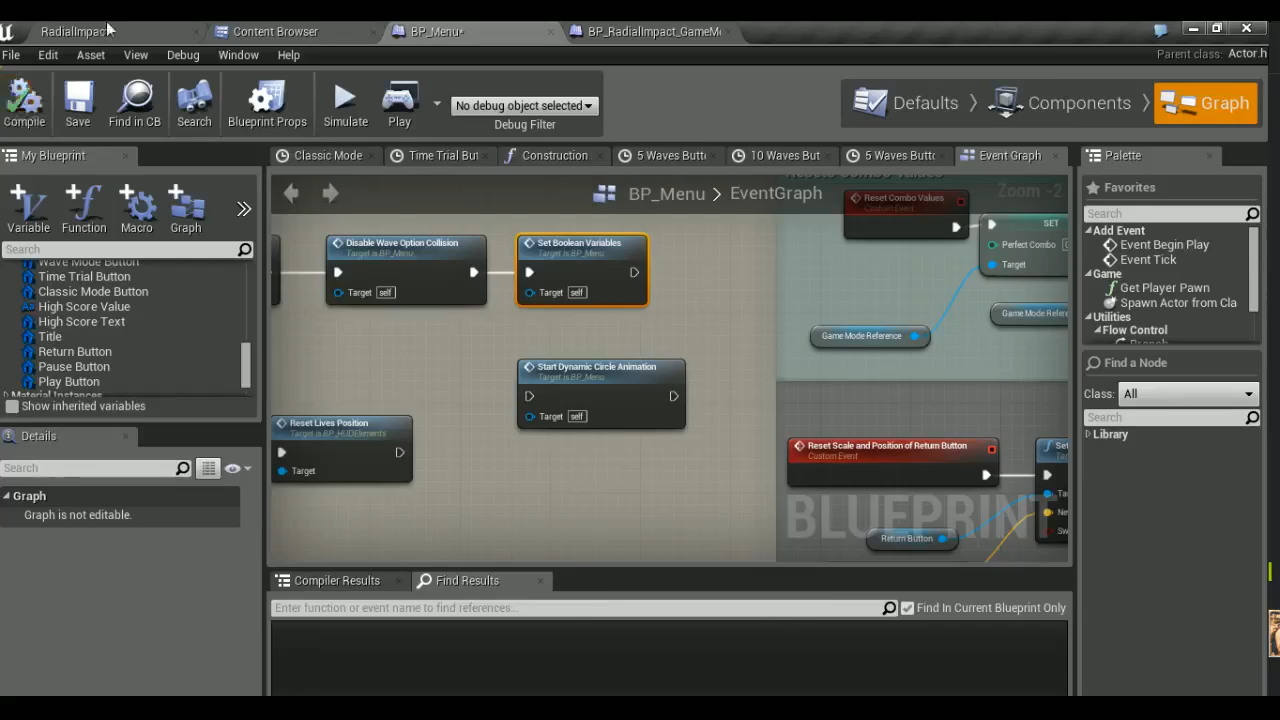 RadialImpac
Content Browser
BP_Menu*
BP_RadialImpact_GameMo
File
Edit
Asset
View
Debug
Window
Help
Parent class: Actor.h
Compile
Save
Find in CB
Search
Blueprint Props
Simulate
Play
No debug object selected
Debug Filter
Defaults
Components
Graph
My Blueprint
Classic Mode
Time Trial But
Construction
5 Waves Butt
10 Waves But
5 Waves Butt
Event Graph
Palette
Variable
Function
Macro
Graph
BP_Menu > EventGraph
Zoom -2
Favorites
Search
Search
Add Event
Event Begin Play
Event Tick
Game
Get Player Pawn
Spawn Actor from Cla
Utilities
Flow Control
Wave Mode Button
Time Trial Button
Classic Mode Button
High Score Value
High Score Text
Title
Return Button
Pause Button
Play Button
Show inherited variables
Disable Wave Option Collision
Target is BP_Menu
Target self
Set Boolean Variables
Target is BP_Menu
Target self
Reset Combo Values
Custom Event
SET
Perfect Combo
Target
Game Mode Reference
Game Mode Refere
Start Dynamic Circle Animation
Target is BP_Menu
Target self
Find a Node
Class: All
Search
Library
Details
Search
Graph
Graph is not editable.
Reset Lives Position
Target is BP_HUDElements
Target
Reset Scale and Position of Return Button
Custom Event
Return Button
BLUEPRINT
Compiler Results
Find Results
Enter function or event name to find references...
Find In Current Blueprint Only